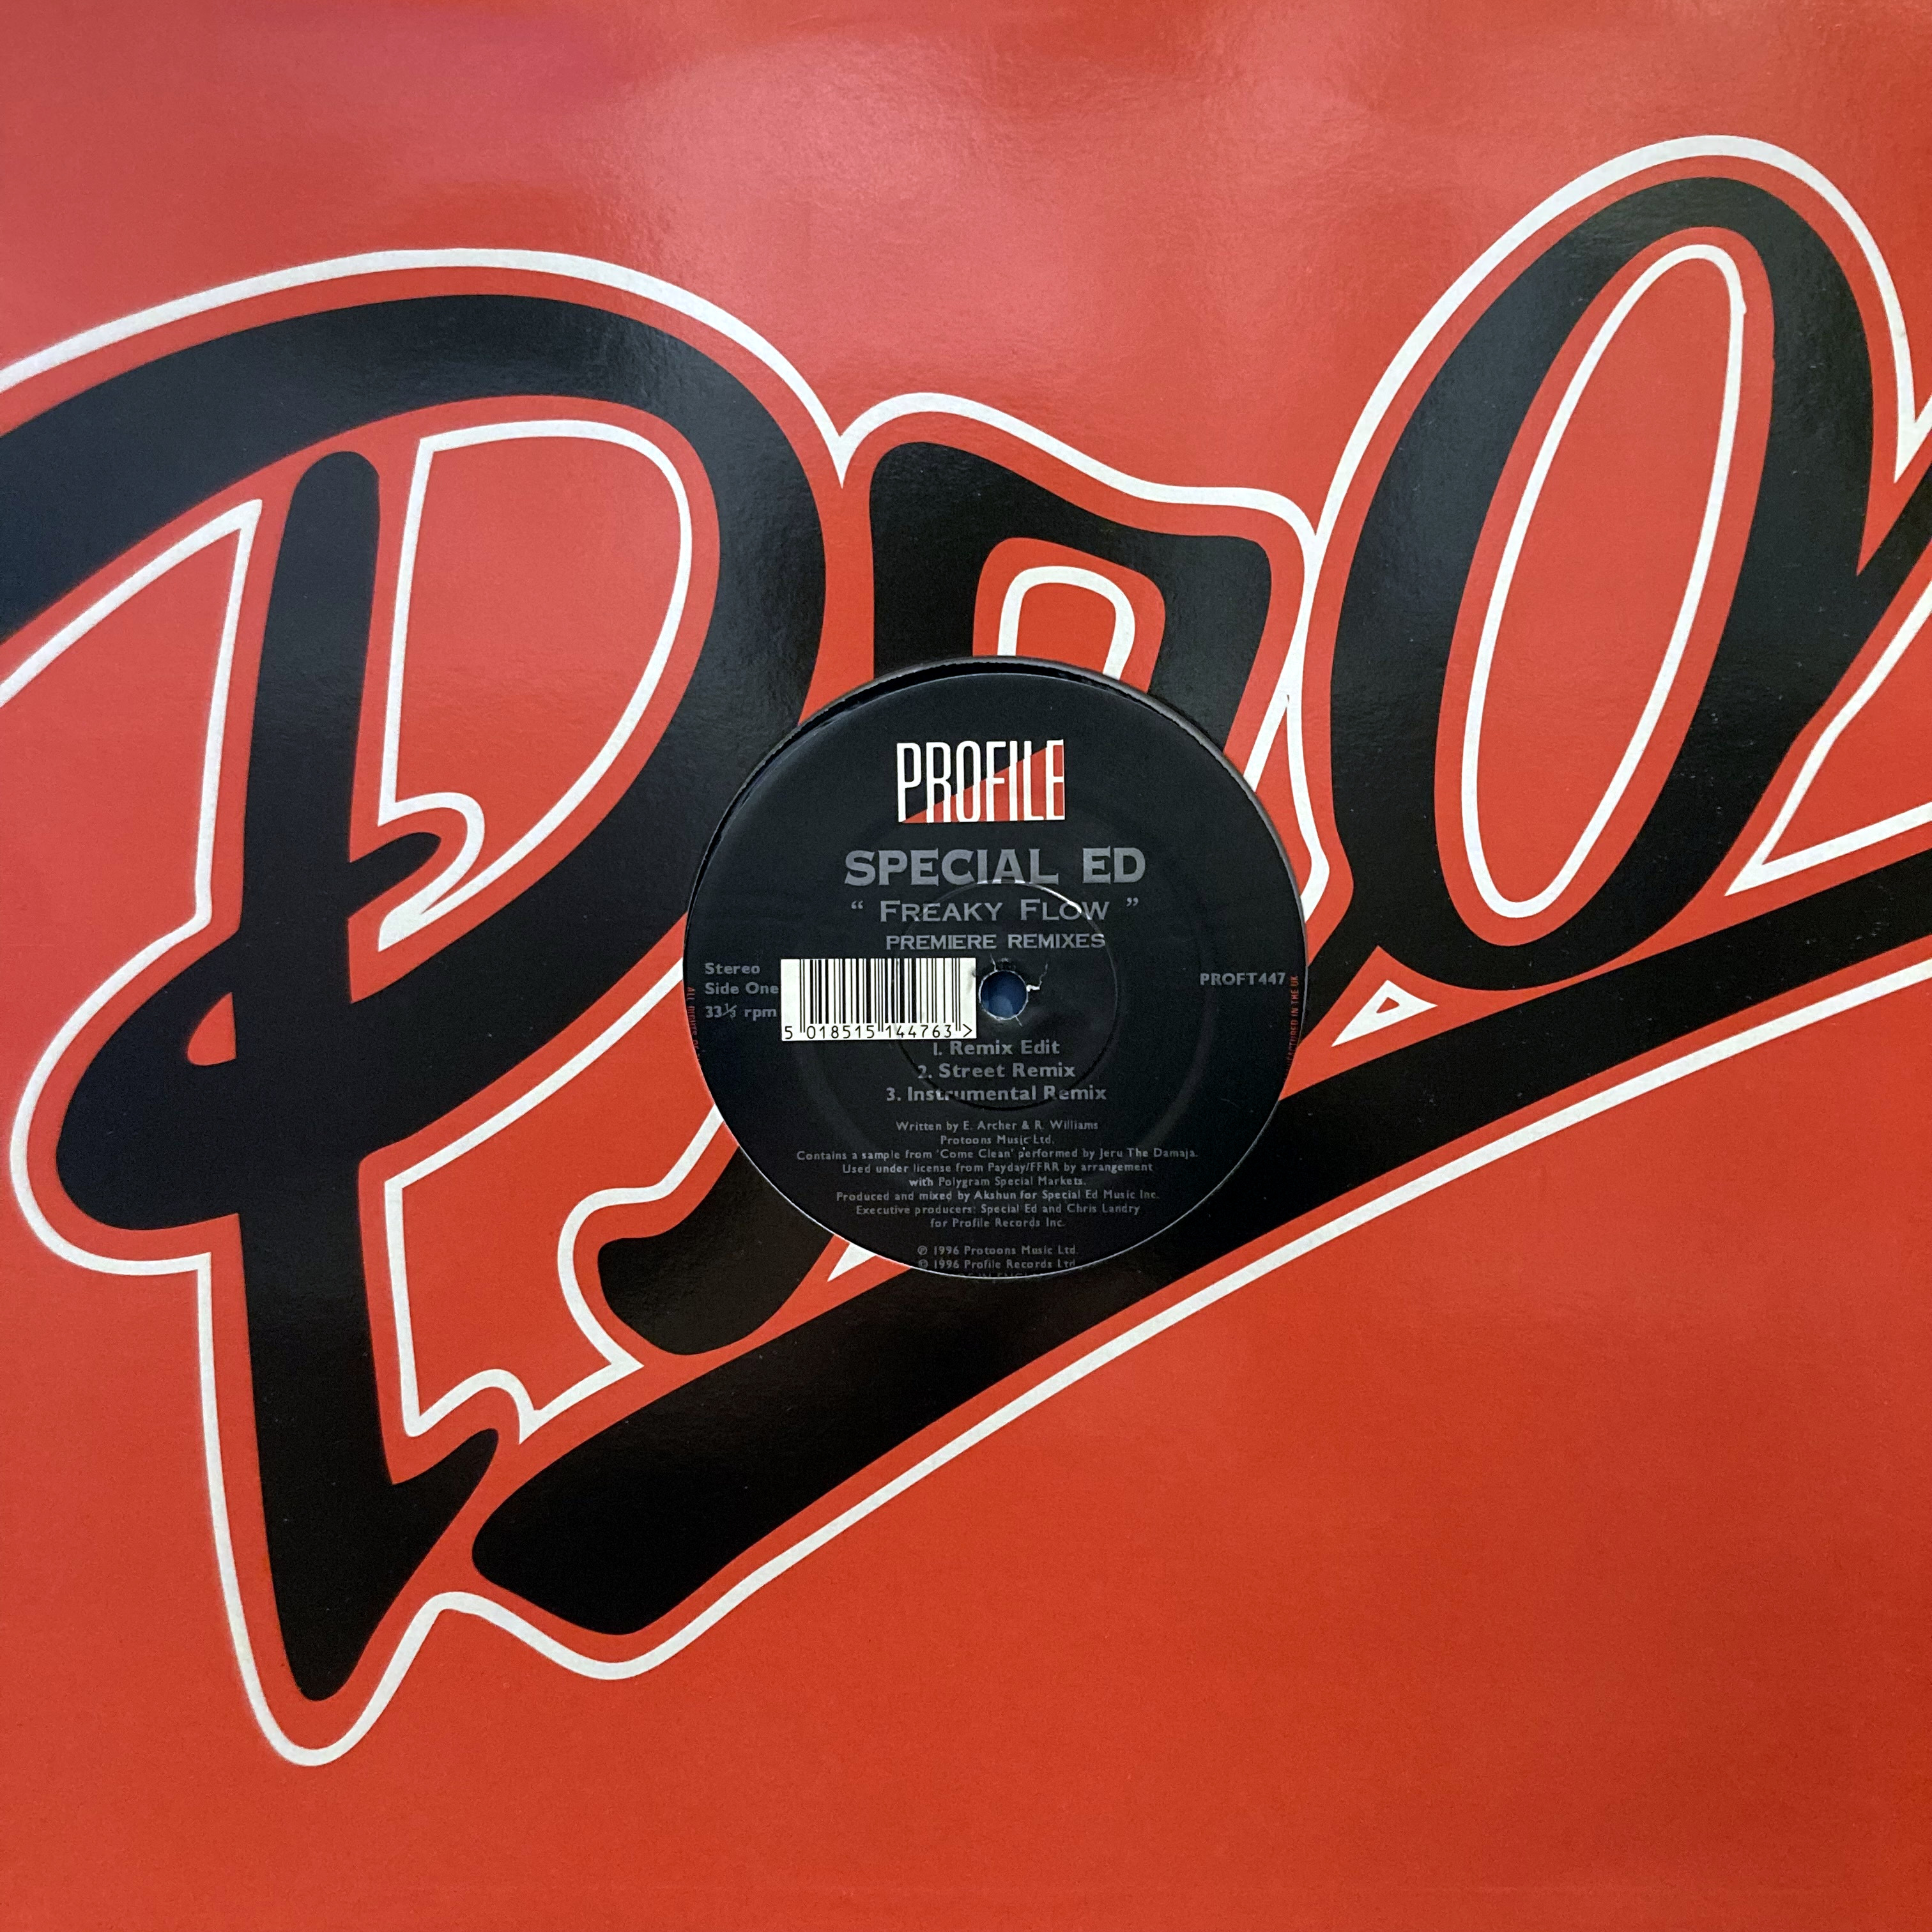 Pro
PROFILE
SPECIAL ED
“ FREAKY FLOW ”
PREMIERE REMIXES
Stereo
Side One
33⅓ rpm
PROFT447
5 018515 144763 >
1. Remix Edit
2. Street Remix
3. Instrumental Remix
Written by E. Archer & R. Williams
Protoons Music Ltd.
Contains a sample from 'Come Clean' performed by Jeru The Damaja.
Used under license from Payday/FFRR by arrangement
with Polygram Special Markets.
Produced and mixed by Akshun for Special Ed Music Inc.
Executive producers: Special Ed and Chris Landry
for Profile Records Inc.
℗ 1996 Protoons Music Ltd.
© 1996 Profile Records Ltd.
IN THE UK